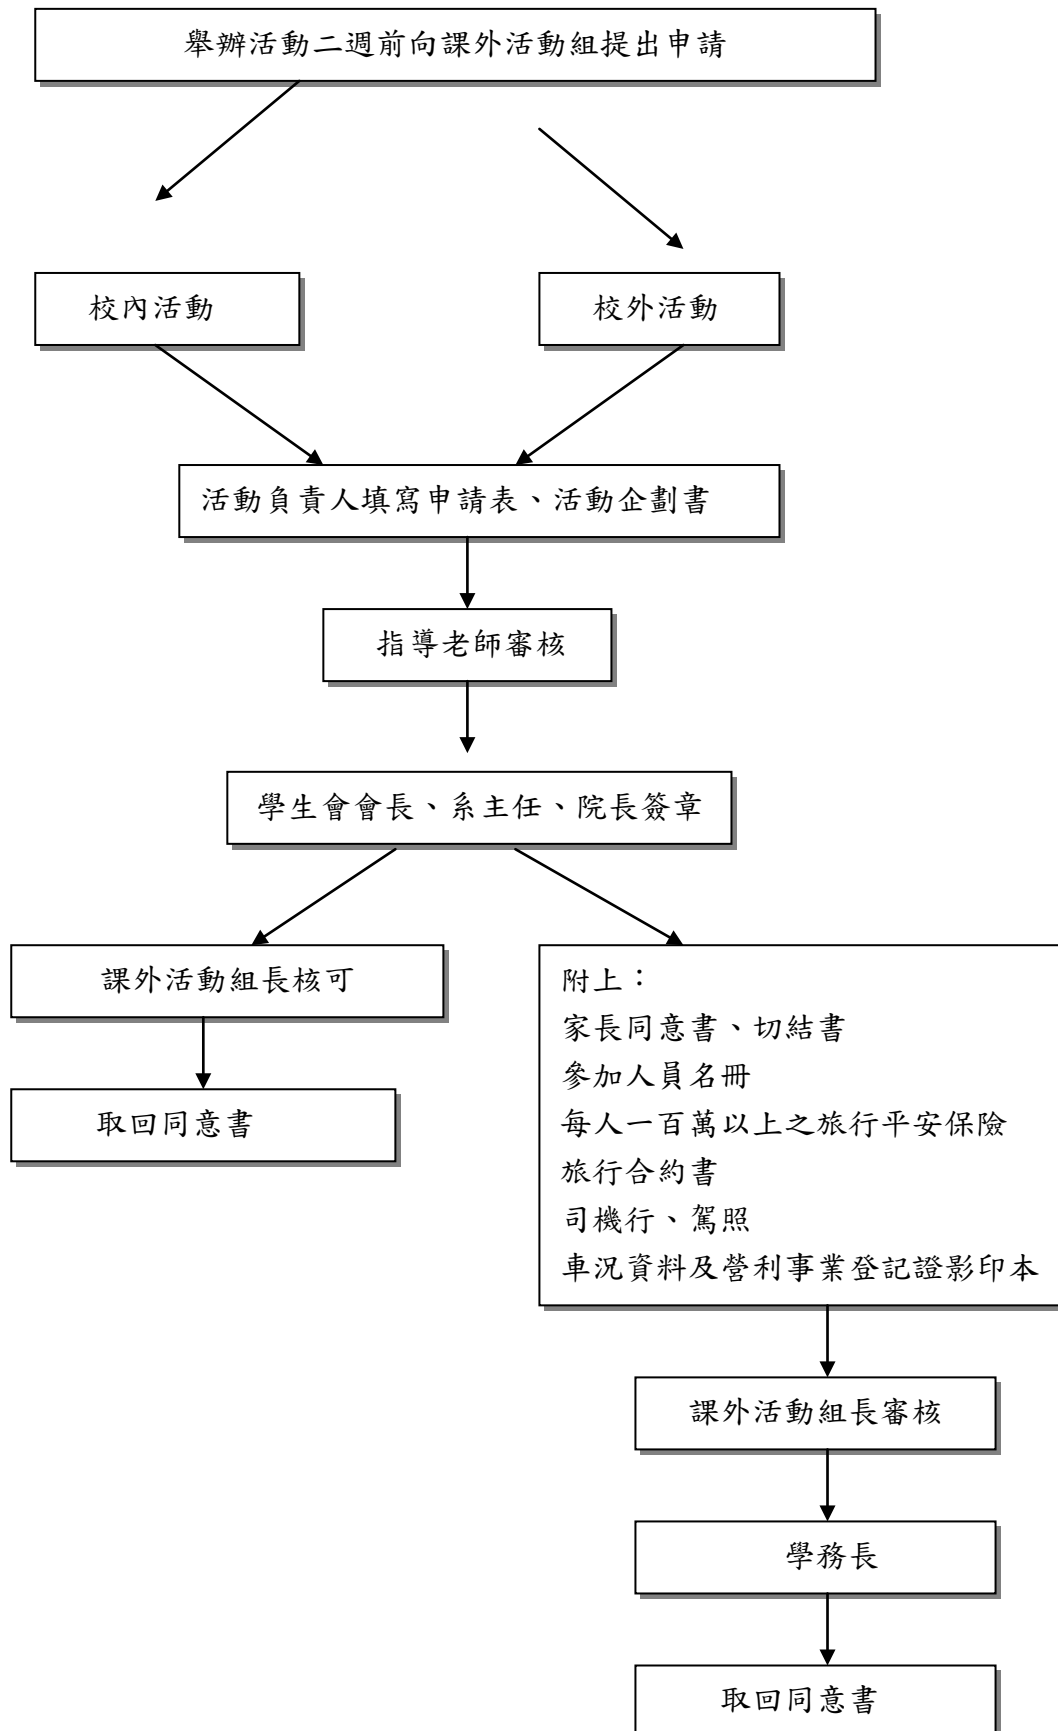 舉辦活動二週前向課外活動組提出申請
校內活動
校外活動
活動負責人填寫申請表、活動企劃書
指導老師審核
學生會會長、系主任、院長簽章
課外活動組長核可
取回同意書
附上：
家長同意書、切結書
參加人員名冊
每人一百萬以上之旅行平安保險
旅行合約書
司機行、駕照
車況資料及營利事業登記證影印本
課外活動組長審核
學務長
取回同意書